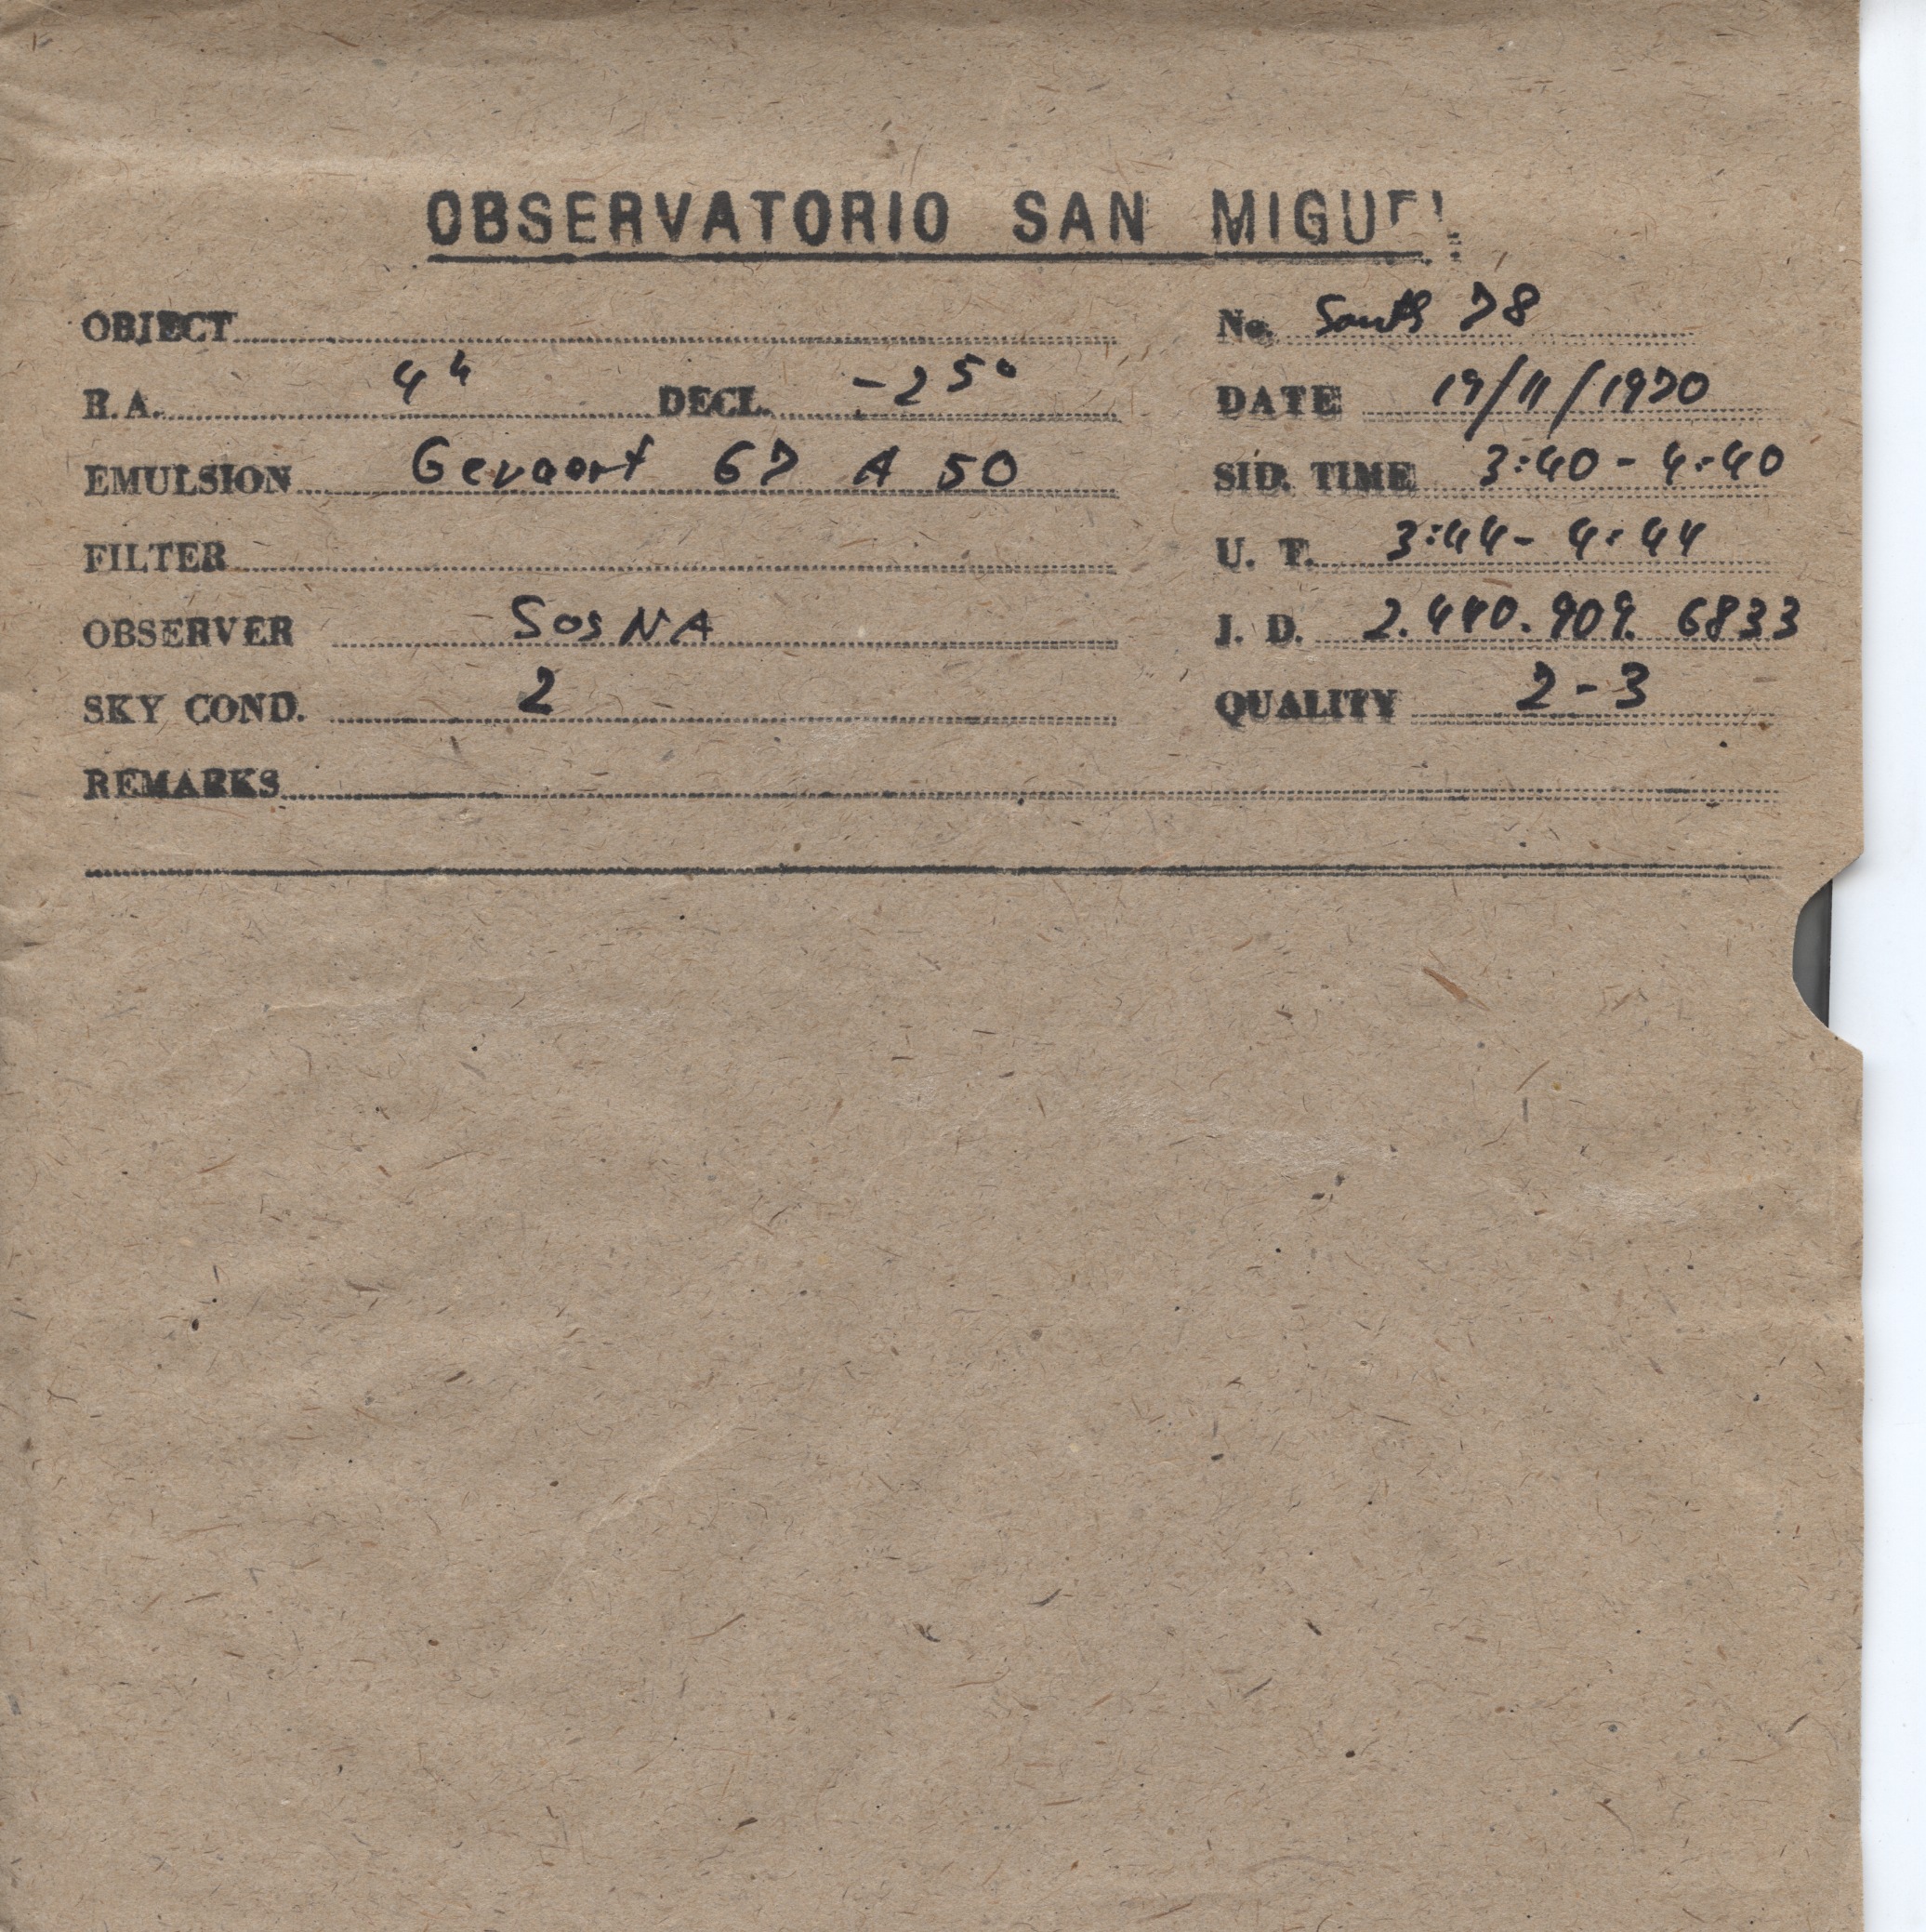 OBSERVATORIO SAN MIGUEL
OBJECT No. South 78
R.A. 4h DECL. -25° DATE 19/11/1970
EMULSION Gevaert 67 A 50 SID. TIME 3:40 - 4:40
FILTER U. T. 3:44 - 4:44
OBSERVER SosNA J. D. 2.440.909. 6833
SKY COND. 2 QUALITY 2-3
REMARKS